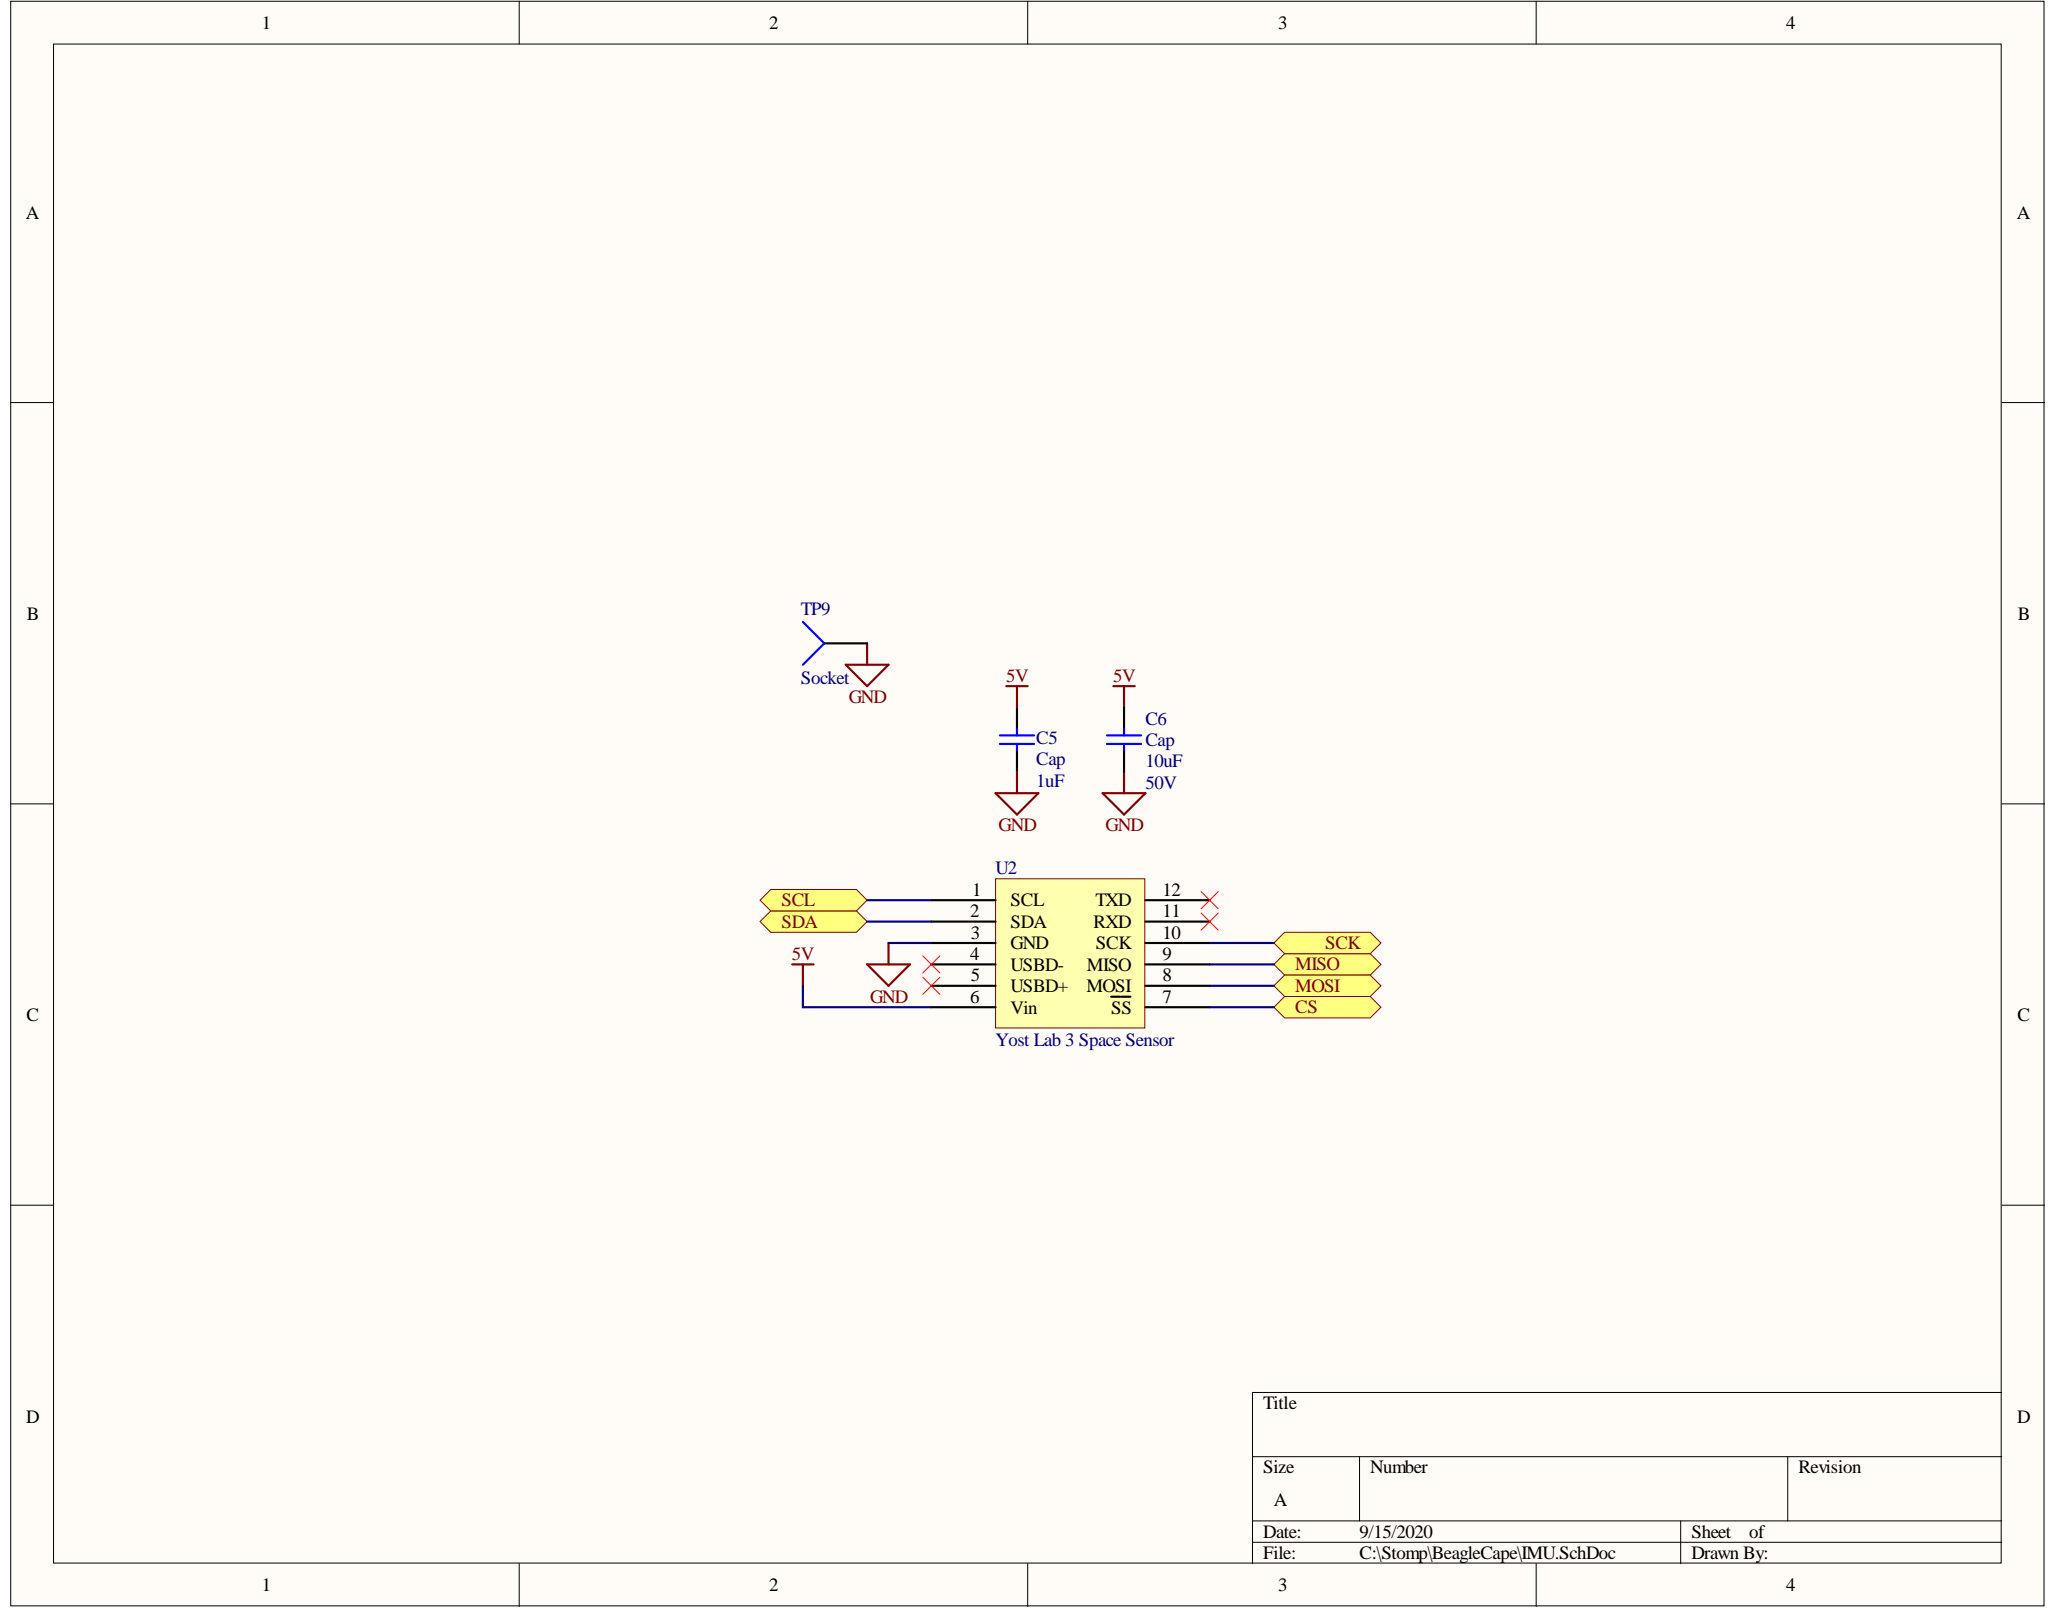 1 2 3 4
A A
B B
TP9
Socket
GND
5V 5V
C5
Cap
1uF
C6
Cap
10uF
50V
GND GND
C C
U2
SCL 1 SCL TXD 12
SDA 2 SDA RXD 11
3 GND SCK 10 SCK
5V 4 USBD- MISO 9 MISO
5 USBD+ MOSI 8 MOSI
GND 6 Vin SS 7 CS
Yost Lab 3 Space Sensor
D D
Title
Size Number Revision
A
Date: 9/15/2020 Sheet of
File: C:\Stomp\BeagleCape\IMU.SchDoc Drawn By:
1 2 3 4